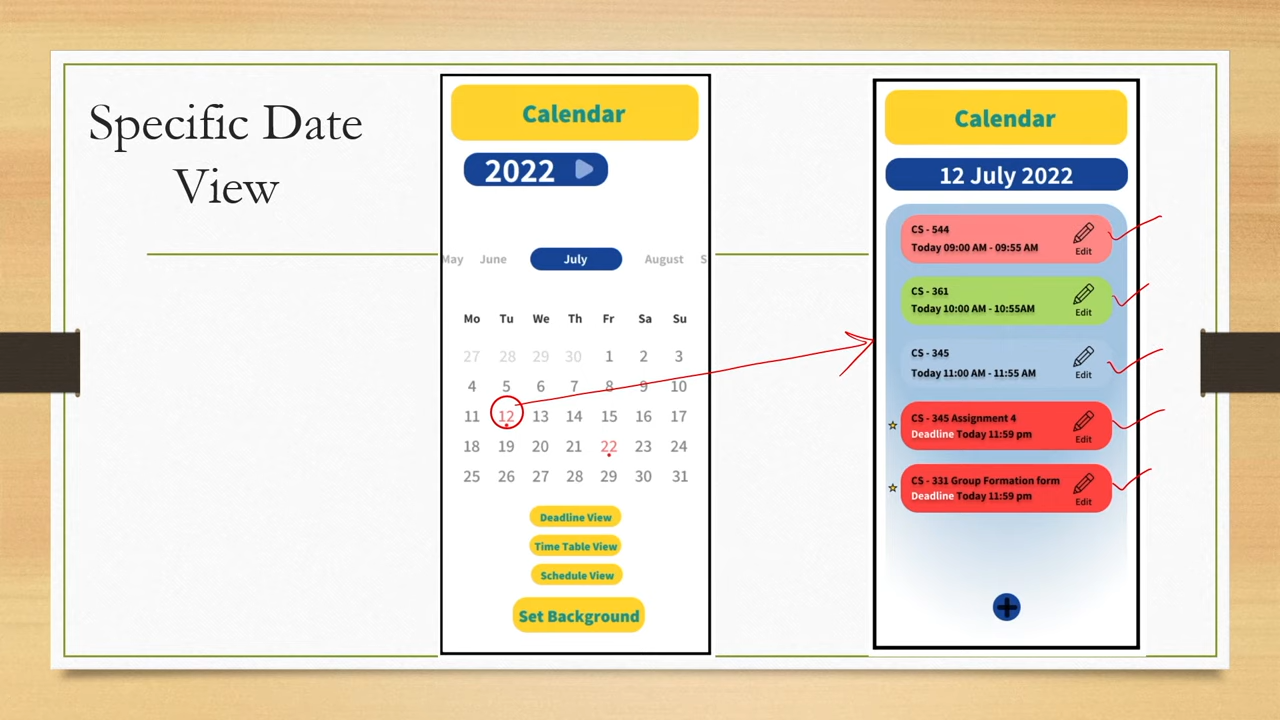 Specific Date
View
Calendar
2022
May June July August S
Mo Tu We Th Fr Sa Su
27 28 29 30 1 2 3
4 5 6 7 8 9 10
11 12 13 14 15 16 17
18 19 20 21 22 23 24
25 26 27 28 29 30 31
Deadline View
Time Table View
Schedule View
Set Background
Calendar
12 July 2022
CS - 544
Today 09:00 AM - 09:55 AM
Edit
CS - 361
Today 10:00 AM - 10:55AM
Edit
CS - 345
Today 11:00 AM - 11:55 AM
Edit
CS - 345 Assignment 4
Deadline Today 11:59 pm
Edit
CS - 331 Group Formation form
Deadline Today 11:59 pm
Edit